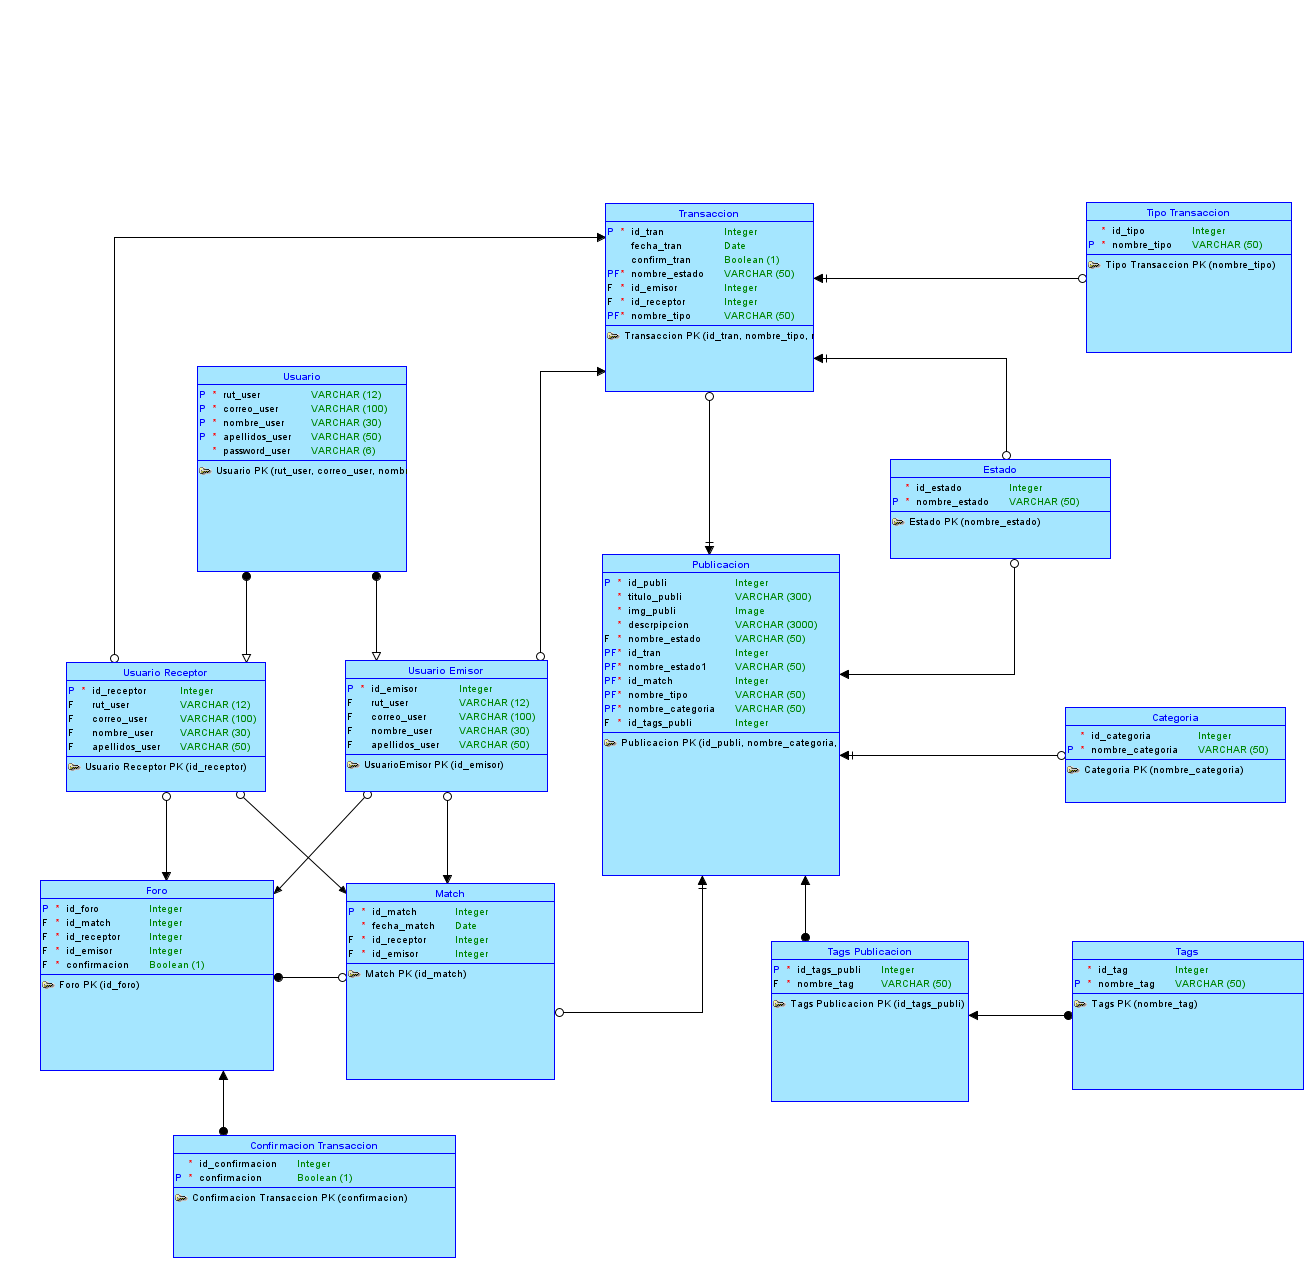 Transaccion
P * id_tran Integer
fecha_tran Date
confirm_tran Boolean (1)
PF* nombre_estado VARCHAR (50)
F * id_emisor Integer
F * id_receptor Integer
PF* nombre_tipo VARCHAR (50)
Transaccion PK (id_tran, nombre_tipo,
Tipo Transaccion
* id_tipo Integer
P * nombre_tipo VARCHAR (50)
Tipo Transaccion PK (nombre_tipo)
Usuario
P * rut_user VARCHAR (12)
P * correo_user VARCHAR (100)
P * nombre_user VARCHAR (30)
P * apellidos_user VARCHAR (50)
* password_user VARCHAR (6)
Usuario PK (rut_user, correo_user, nomb
Estado
* id_estado Integer
P * nombre_estado VARCHAR (50)
Estado PK (nombre_estado)
Publicacion
P * id_publi Integer
* titulo_publi VARCHAR (300)
* img_publi Image
* descrpipcion VARCHAR (3000)
F * nombre_estado VARCHAR (50)
PF* id_tran Integer
PF* nombre_estado1 VARCHAR (50)
PF* id_match Integer
PF* nombre_tipo VARCHAR (50)
PF* nombre_categoria VARCHAR (50)
F * id_tags_publi Integer
Publicacion PK (id_publi, nombre_categoria,
Usuario Receptor
P * id_receptor Integer
F rut_user VARCHAR (12)
F correo_user VARCHAR (100)
F nombre_user VARCHAR (30)
F apellidos_user VARCHAR (50)
Usuario Receptor PK (id_receptor)
Usuario Emisor
P * id_emisor Integer
F rut_user VARCHAR (12)
F correo_user VARCHAR (100)
F nombre_user VARCHAR (30)
F apellidos_user VARCHAR (50)
UsuarioEmisor PK (id_emisor)
Categoria
* id_categoria Integer
P * nombre_categoria VARCHAR (50)
Categoria PK (nombre_categoria)
Foro
P * id_foro Integer
F * id_match Integer
F * id_receptor Integer
F * id_emisor Integer
F * confirmacion Boolean (1)
Foro PK (id_foro)
Match
P * id_match Integer
* fecha_match Date
F * id_receptor Integer
F * id_emisor Integer
Match PK (id_match)
Tags Publicacion
P * id_tags_publi Integer
F * nombre_tag VARCHAR (50)
Tags Publicacion PK (id_tags_publi)
Tags
* id_tag Integer
P * nombre_tag VARCHAR (50)
Tags PK (nombre_tag)
Confirmacion Transaccion
* id_confirmacion Integer
P * confirmacion Boolean (1)
Confirmacion Transaccion PK (confirmacion)